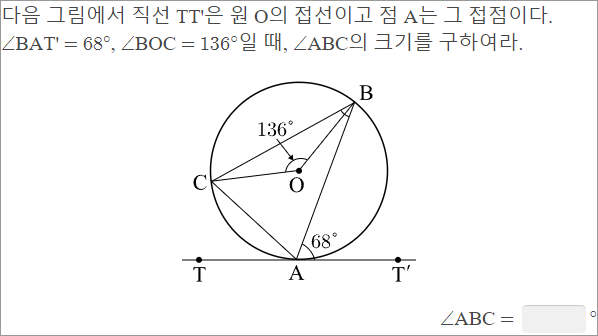 다음 그림에서 직선 TT'은 원 O의 접선이고 점 A는 그 접점이다.
∠BAT' = 68°, ∠BOC = 136°일 때, ∠ABC의 크기를 구하여라.
B
136°
C
O
68°
T
A
T′
∠ABC = °